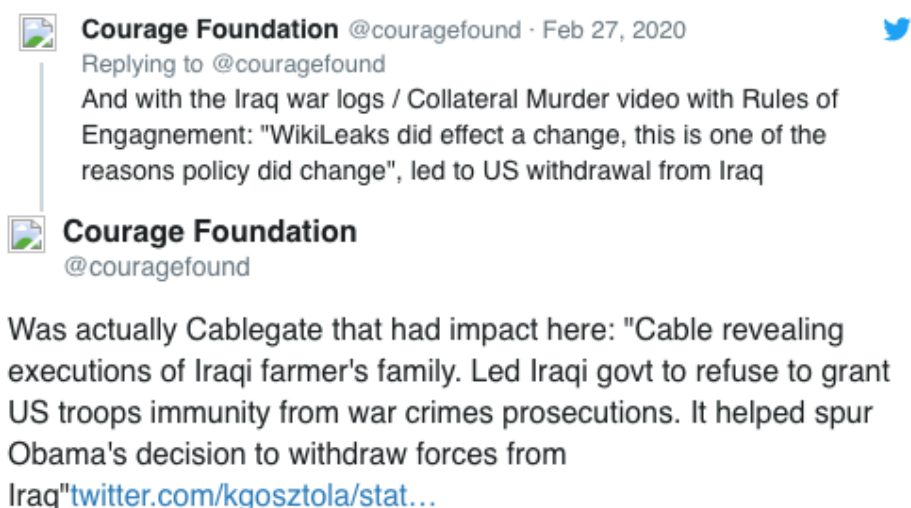 Courage Foundation @couragefound · Feb 27, 2020
Replying to @couragefound
And with the Iraq war logs / Collateral Murder video with Rules of
Engagnement: "WikiLeaks did effect a change, this is one of the
reasons policy did change", led to US withdrawal from Iraq
Courage Foundation
@couragefound
Was actually Cablegate that had impact here: "Cable revealing
executions of Iraqi farmer's family. Led Iraqi govt to refuse to grant
US troops immunity from war crimes prosecutions. It helped spur
Obama's decision to withdraw forces from
Iraq"twitter.com/kgosztola/stat…